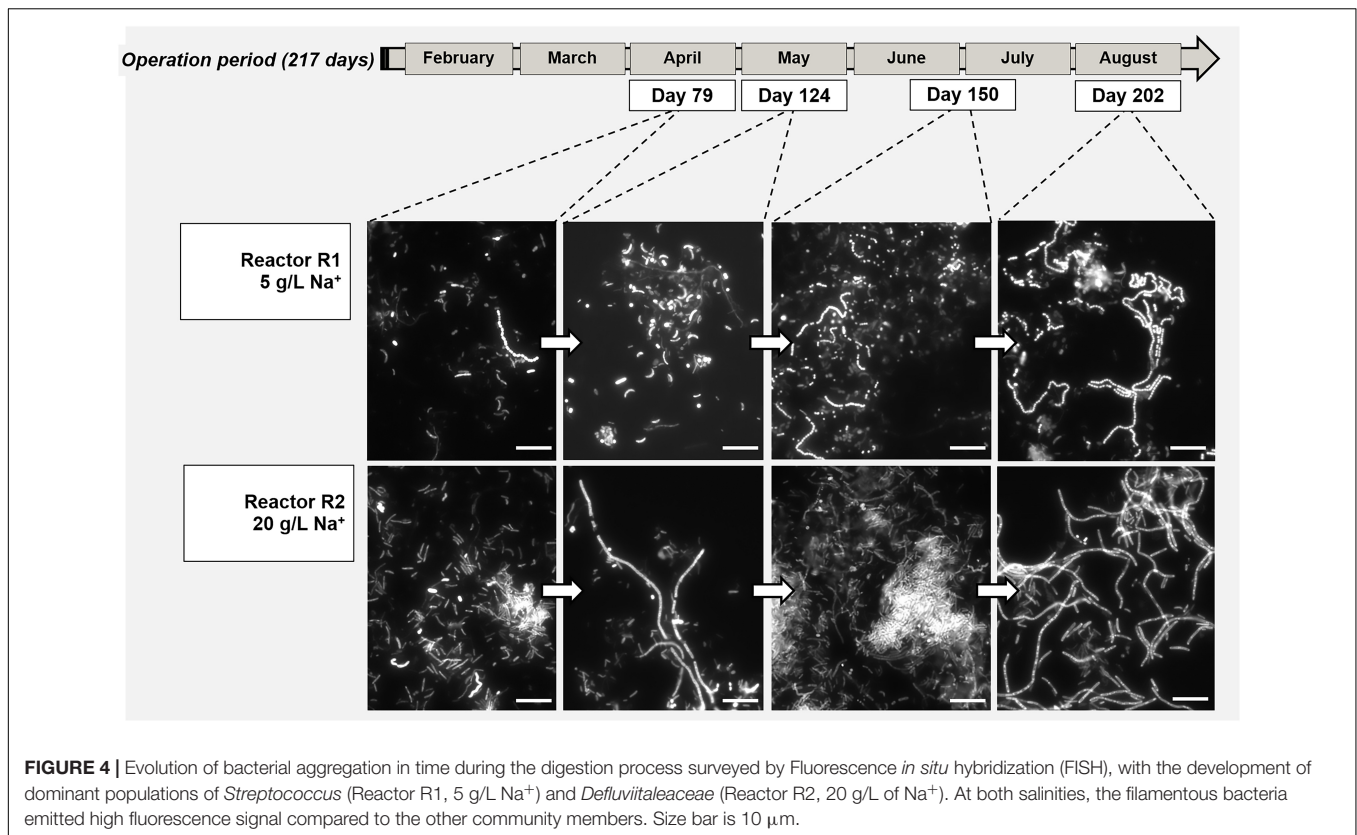 Operation period (217 days)
February March April May June July August
Day 79 Day 124 Day 150 Day 202
Reactor R1
5 g/L Na⁺
Reactor R2
20 g/L Na⁺
FIGURE 4 | Evolution of bacterial aggregation in time during the digestion process surveyed by Fluorescence in situ hybridization (FISH), with the development of
dominant populations of Streptococcus (Reactor R1, 5 g/L Na⁺) and Defluviitaleaceae (Reactor R2, 20 g/L of Na⁺). At both salinities, the filamentous bacteria
emitted high fluorescence signal compared to the other community members. Size bar is 10 μm.